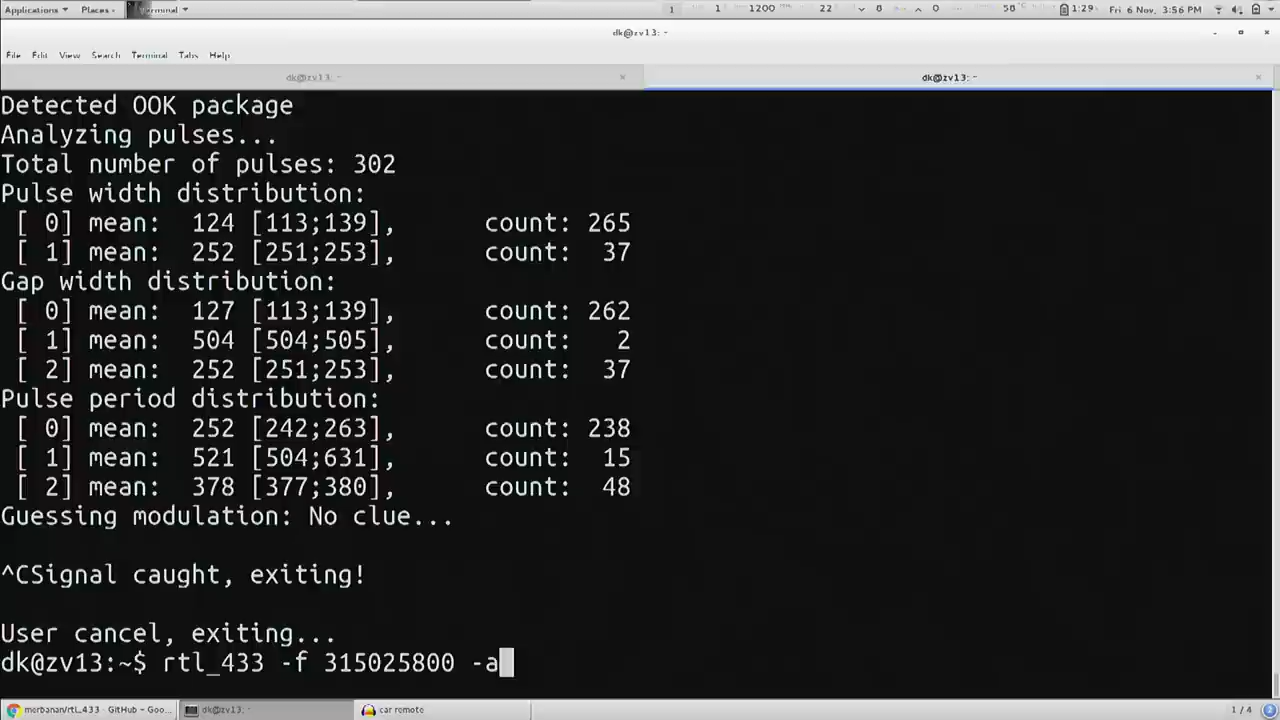 Applications Places Terminal 1 1 1200 22 8 0 58° 1:29 Fri. 6 Nov, 3:56 PM
dk@zv13: ~
File Edit View Search Terminal Tabs Help
dk@zv13: ~ × dk@zv13: ~ ×
Detected OOK package
Analyzing pulses...
Total number of pulses: 302
Pulse width distribution:
[ 0] mean: 124 [113;139], count: 265
[ 1] mean: 252 [251;253], count: 37
Gap width distribution:
[ 0] mean: 127 [113;139], count: 262
[ 1] mean: 504 [504;505], count: 2
[ 2] mean: 252 [251;253], count: 37
Pulse period distribution:
[ 0] mean: 252 [242;263], count: 238
[ 1] mean: 521 [504;631], count: 15
[ 2] mean: 378 [377;380], count: 48
Guessing modulation: No clue...
^CSignal caught, exiting!
User cancel, exiting...
dk@zv13:~$ rtl_433 -f 315025800 -a
merbanan/rtl_433 · GitHub – Goo... dk@zv13: ~ car remote 1 / 4 2